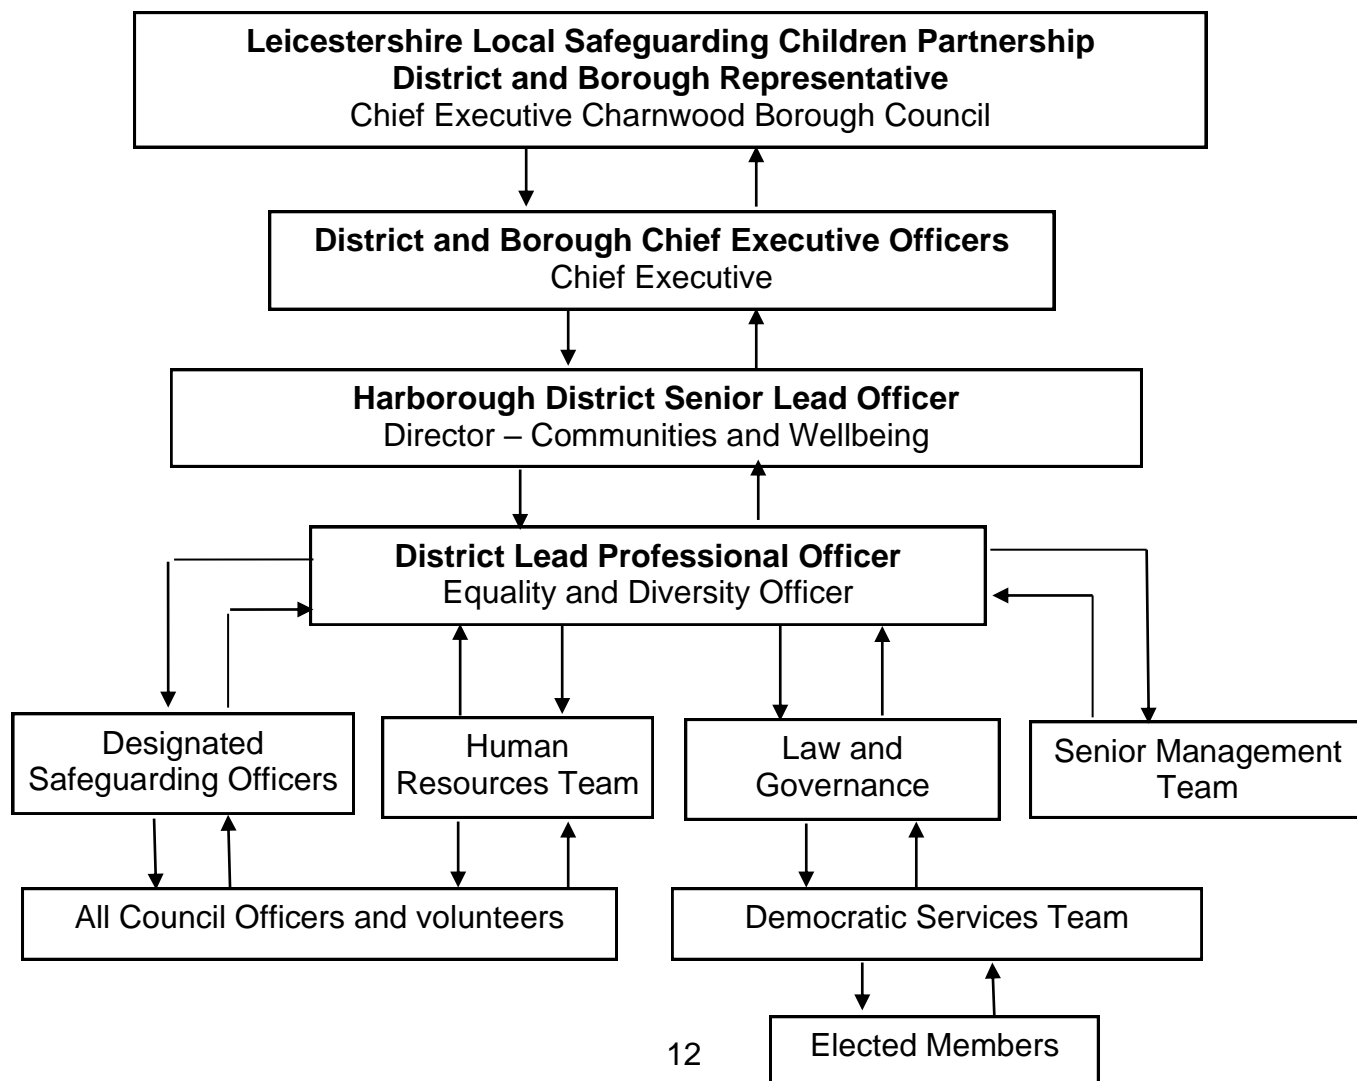 Leicestershire Local Safeguarding Children Partnership
District and Borough Representative
Chief Executive Charnwood Borough Council
District and Borough Chief Executive Officers
Chief Executive
Harborough District Senior Lead Officer
Director – Communities and Wellbeing
District Lead Professional Officer
Equality and Diversity Officer
Designated
Safeguarding Officers
Human
Resources Team
Law and
Governance
Senior Management
Team
All Council Officers and volunteers
Democratic Services Team
Elected Members
12